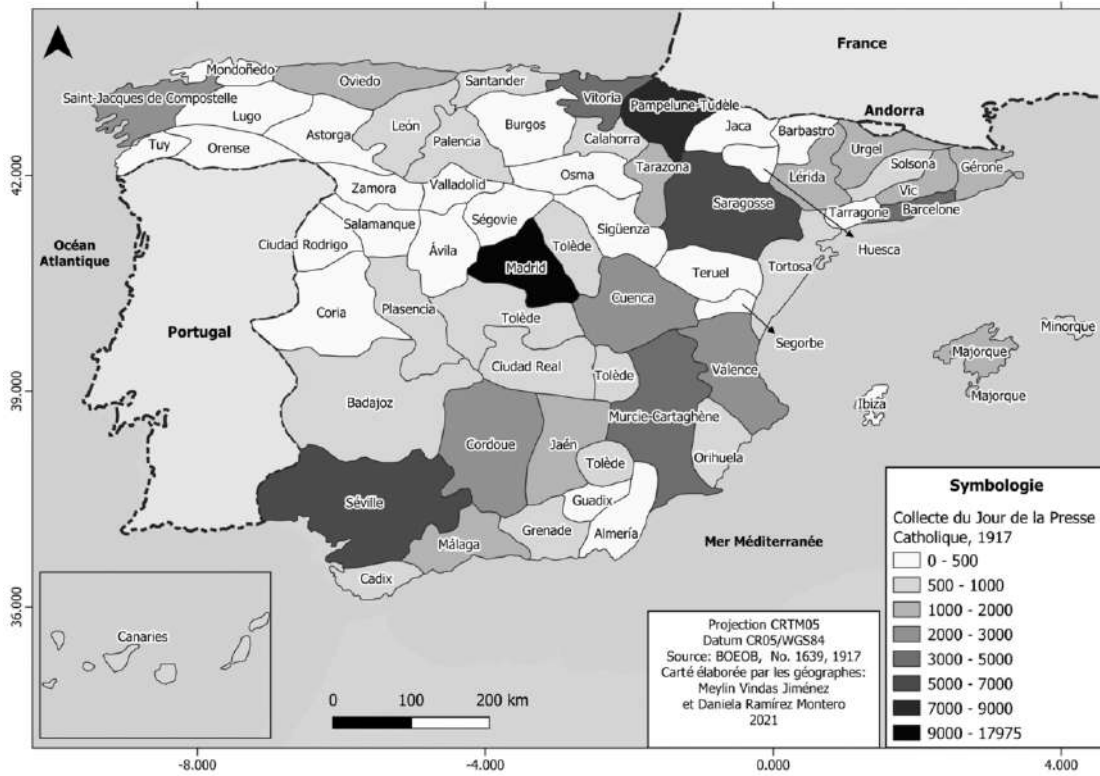 France
Mondoñedo
Oviedo
Santander
Saint-Jacques de Compostelle
Vitoria
Pampelune-Tudèle
Andorra
Lugo
León
Burgos
Jaca
Barbastro
Astorga
Palencia
Calahorra
Urgel
Tuy
Orense
Solsona
Gérone
Tarazona
Lérida
42.000
Zamora
Valladolid
Osma
Vic
Saragosse
Tarragone
Barcelone
Salamanque
Ségovie
Sigüenza
Océan
Atlantique
Ciudad Rodrigo
Ávila
Tolède
Huesca
Madrid
Teruel
Tortosa
Cuenca
Coria
Plasencia
Tolède
Minorque
Portugal
Segorbe
Majorque
Ciudad Real
Tolède
Valence
39.000
Majorque
Badajoz
Ibiza
Murcie-Cartaghène
Cordoue
Jaén
Orihuela
Tolède
Séville
Guadix
Grenade
Almería
Málaga
Mer Méditerranée
Cadix
36.000
Canaries
0 100 200 km
Projection CRTM05
Datum CR05/WGS84
Source: BOEOB, No. 1639, 1917
Carté élaborée par les géographes:
Meylin Vindas Jiménez
et Daniela Ramírez Montero
2021
Symbologie
Collecte du Jour de la Presse
Catholique, 1917
0 - 500
500 - 1000
1000 - 2000
2000 - 3000
3000 - 5000
5000 - 7000
7000 - 9000
9000 - 17975
-8.000
-4.000
0.000
4.000